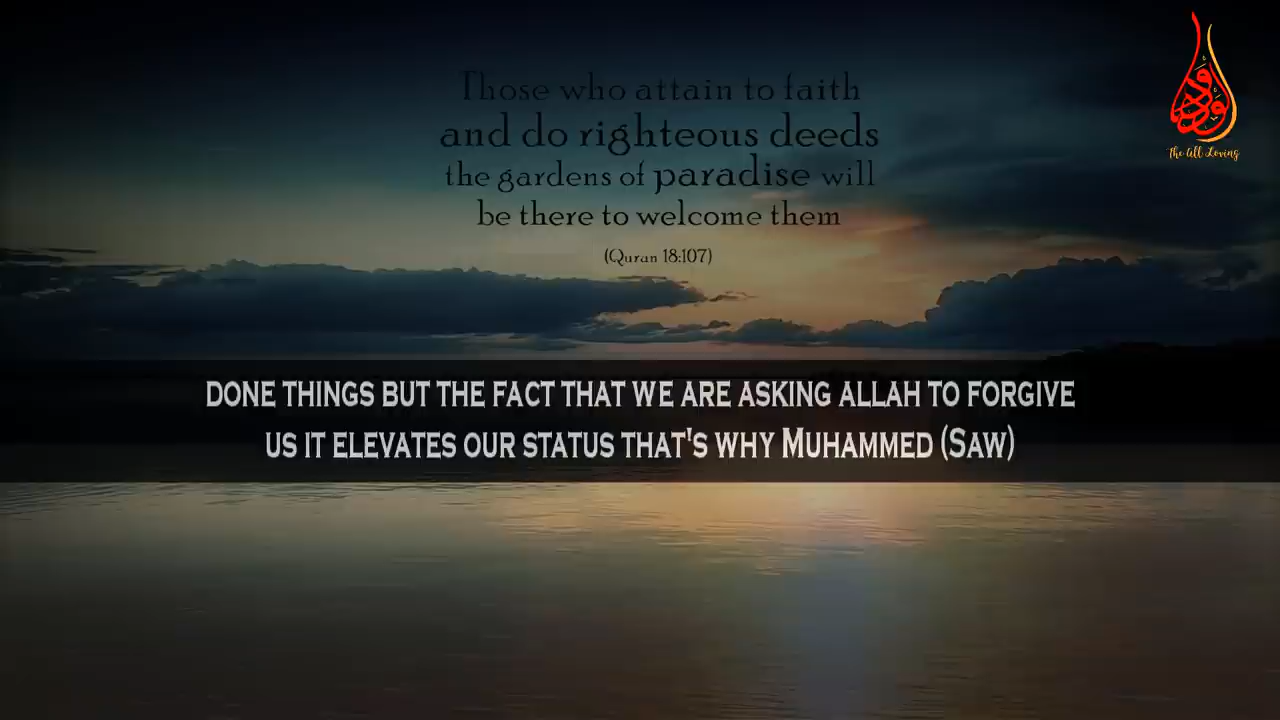 Those who attain to faith
and do righteous deeds
the gardens of paradise will
be there to welcome them
(Quran 18:107)
The All Loving
DONE THINGS BUT THE FACT THAT WE ARE ASKING ALLAH TO FORGIVE
US IT ELEVATES OUR STATUS THAT'S WHY MUHAMMED (SAW)